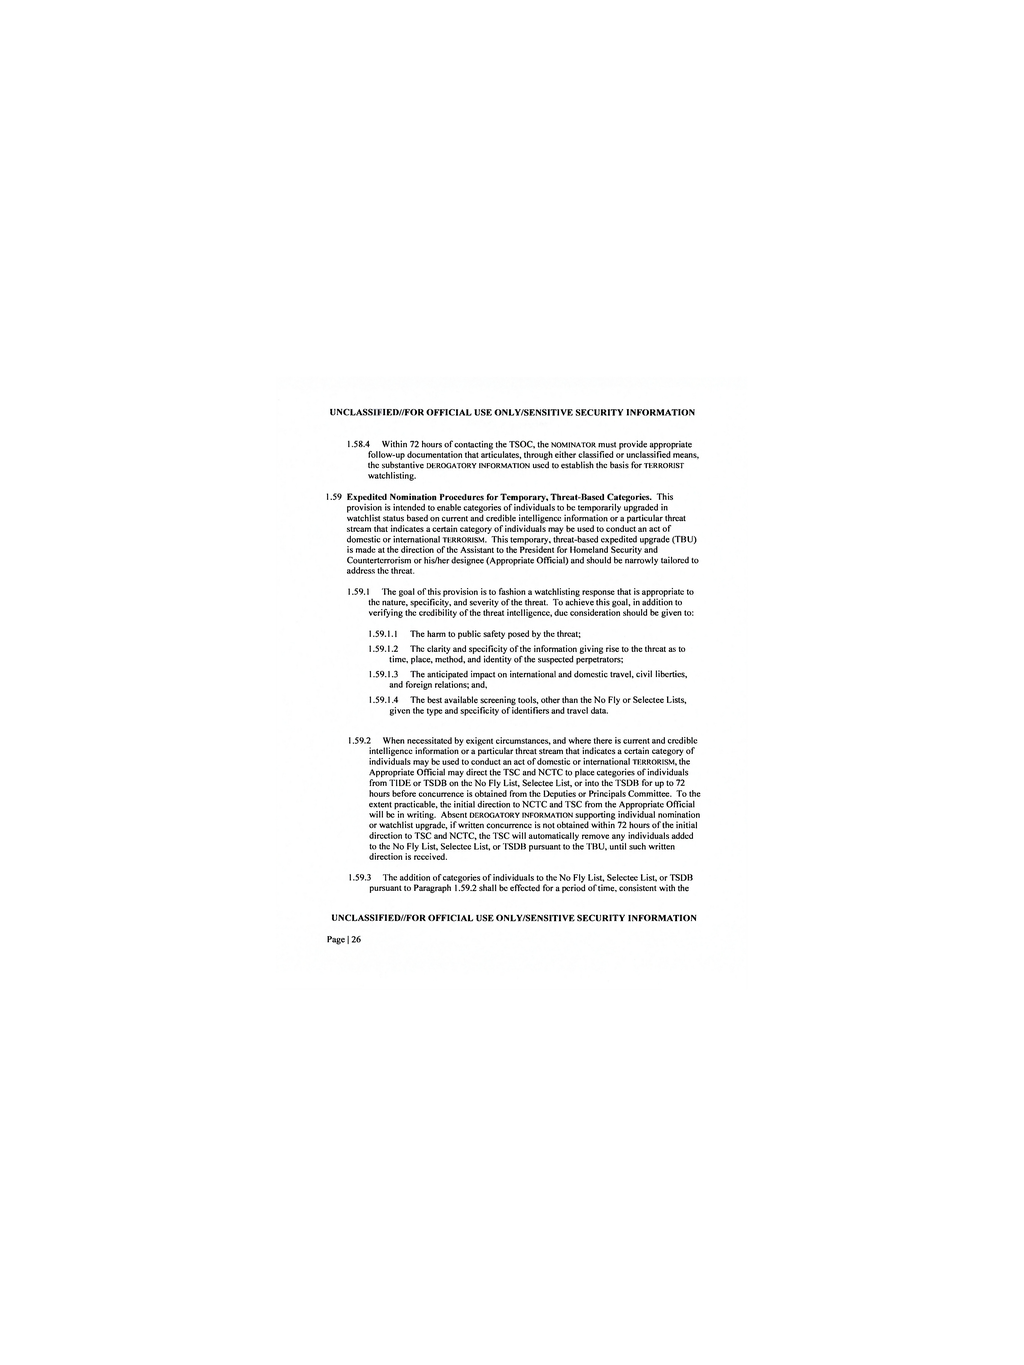 UNCLASSIFIED//FOR OFFICIAL USE ONLY/SENSITIVE SECURITY INFORMATION
1.58.4 Within 72 hours of contacting the TSOC, the NOMINATOR must provide appropriate
follow-up documentation that articulates, through either classified or unclassified means,
the substantive DEROGATORY INFORMATION used to establish the basis for TERRORIST
watchlisting.
1.59 Expedited Nomination Procedures for Temporary, Threat-Based Categories. This
provision is intended to enable categories of individuals to be temporarily upgraded in
watchlist status based on current and credible intelligence information or a particular threat
stream that indicates a certain category of individuals may be used to conduct an act of
domestic or international TERRORISM. This temporary, threat-based expedited upgrade (TBU)
is made at the direction of the Assistant to the President for Homeland Security and
Counterterrorism or his/her designee (Appropriate Official) and should be narrowly tailored to
address the threat.
1.59.1 The goal of this provision is to fashion a watchlisting response that is appropriate to
the nature, specificity, and severity of the threat. To achieve this goal, in addition to
verifying the credibility of the threat intelligence, due consideration should be given to:
1.59.1.1 The harm to public safety posed by the threat;
1.59.1.2 The clarity and specificity of the information giving rise to the threat as to
time, place, method, and identity of the suspected perpetrators;
1.59.1.3 The anticipated impact on international and domestic travel, civil liberties,
and foreign relations; and,
1.59.1.4 The best available screening tools, other than the No Fly or Selectee Lists,
given the type and specificity of identifiers and travel data.
1.59.2 When necessitated by exigent circumstances, and where there is current and credible
intelligence information or a particular threat stream that indicates a certain category of
individuals may be used to conduct an act of domestic or international TERRORISM, the
Appropriate Official may direct the TSC and NCTC to place categories of individuals
from TIDE or TSDB on the No Fly List, Selectee List, or into the TSDB for up to 72
hours before concurrence is obtained from the Deputies or Principals Committee. To the
extent practicable, the initial direction to NCTC and TSC from the Appropriate Official
will be in writing. Absent DEROGATORY INFORMATION supporting individual nomination
or watchlist upgrade, if written concurrence is not obtained within 72 hours of the initial
direction to TSC and NCTC, the TSC will automatically remove any individuals added
to the No Fly List, Selectee List, or TSDB pursuant to the TBU, until such written
direction is received.
1.59.3 The addition of categories of individuals to the No Fly List, Selectee List, or TSDB
pursuant to Paragraph 1.59.2 shall be effected for a period of time, consistent with the
UNCLASSIFIED//FOR OFFICIAL USE ONLY/SENSITIVE SECURITY INFORMATION
Page | 26